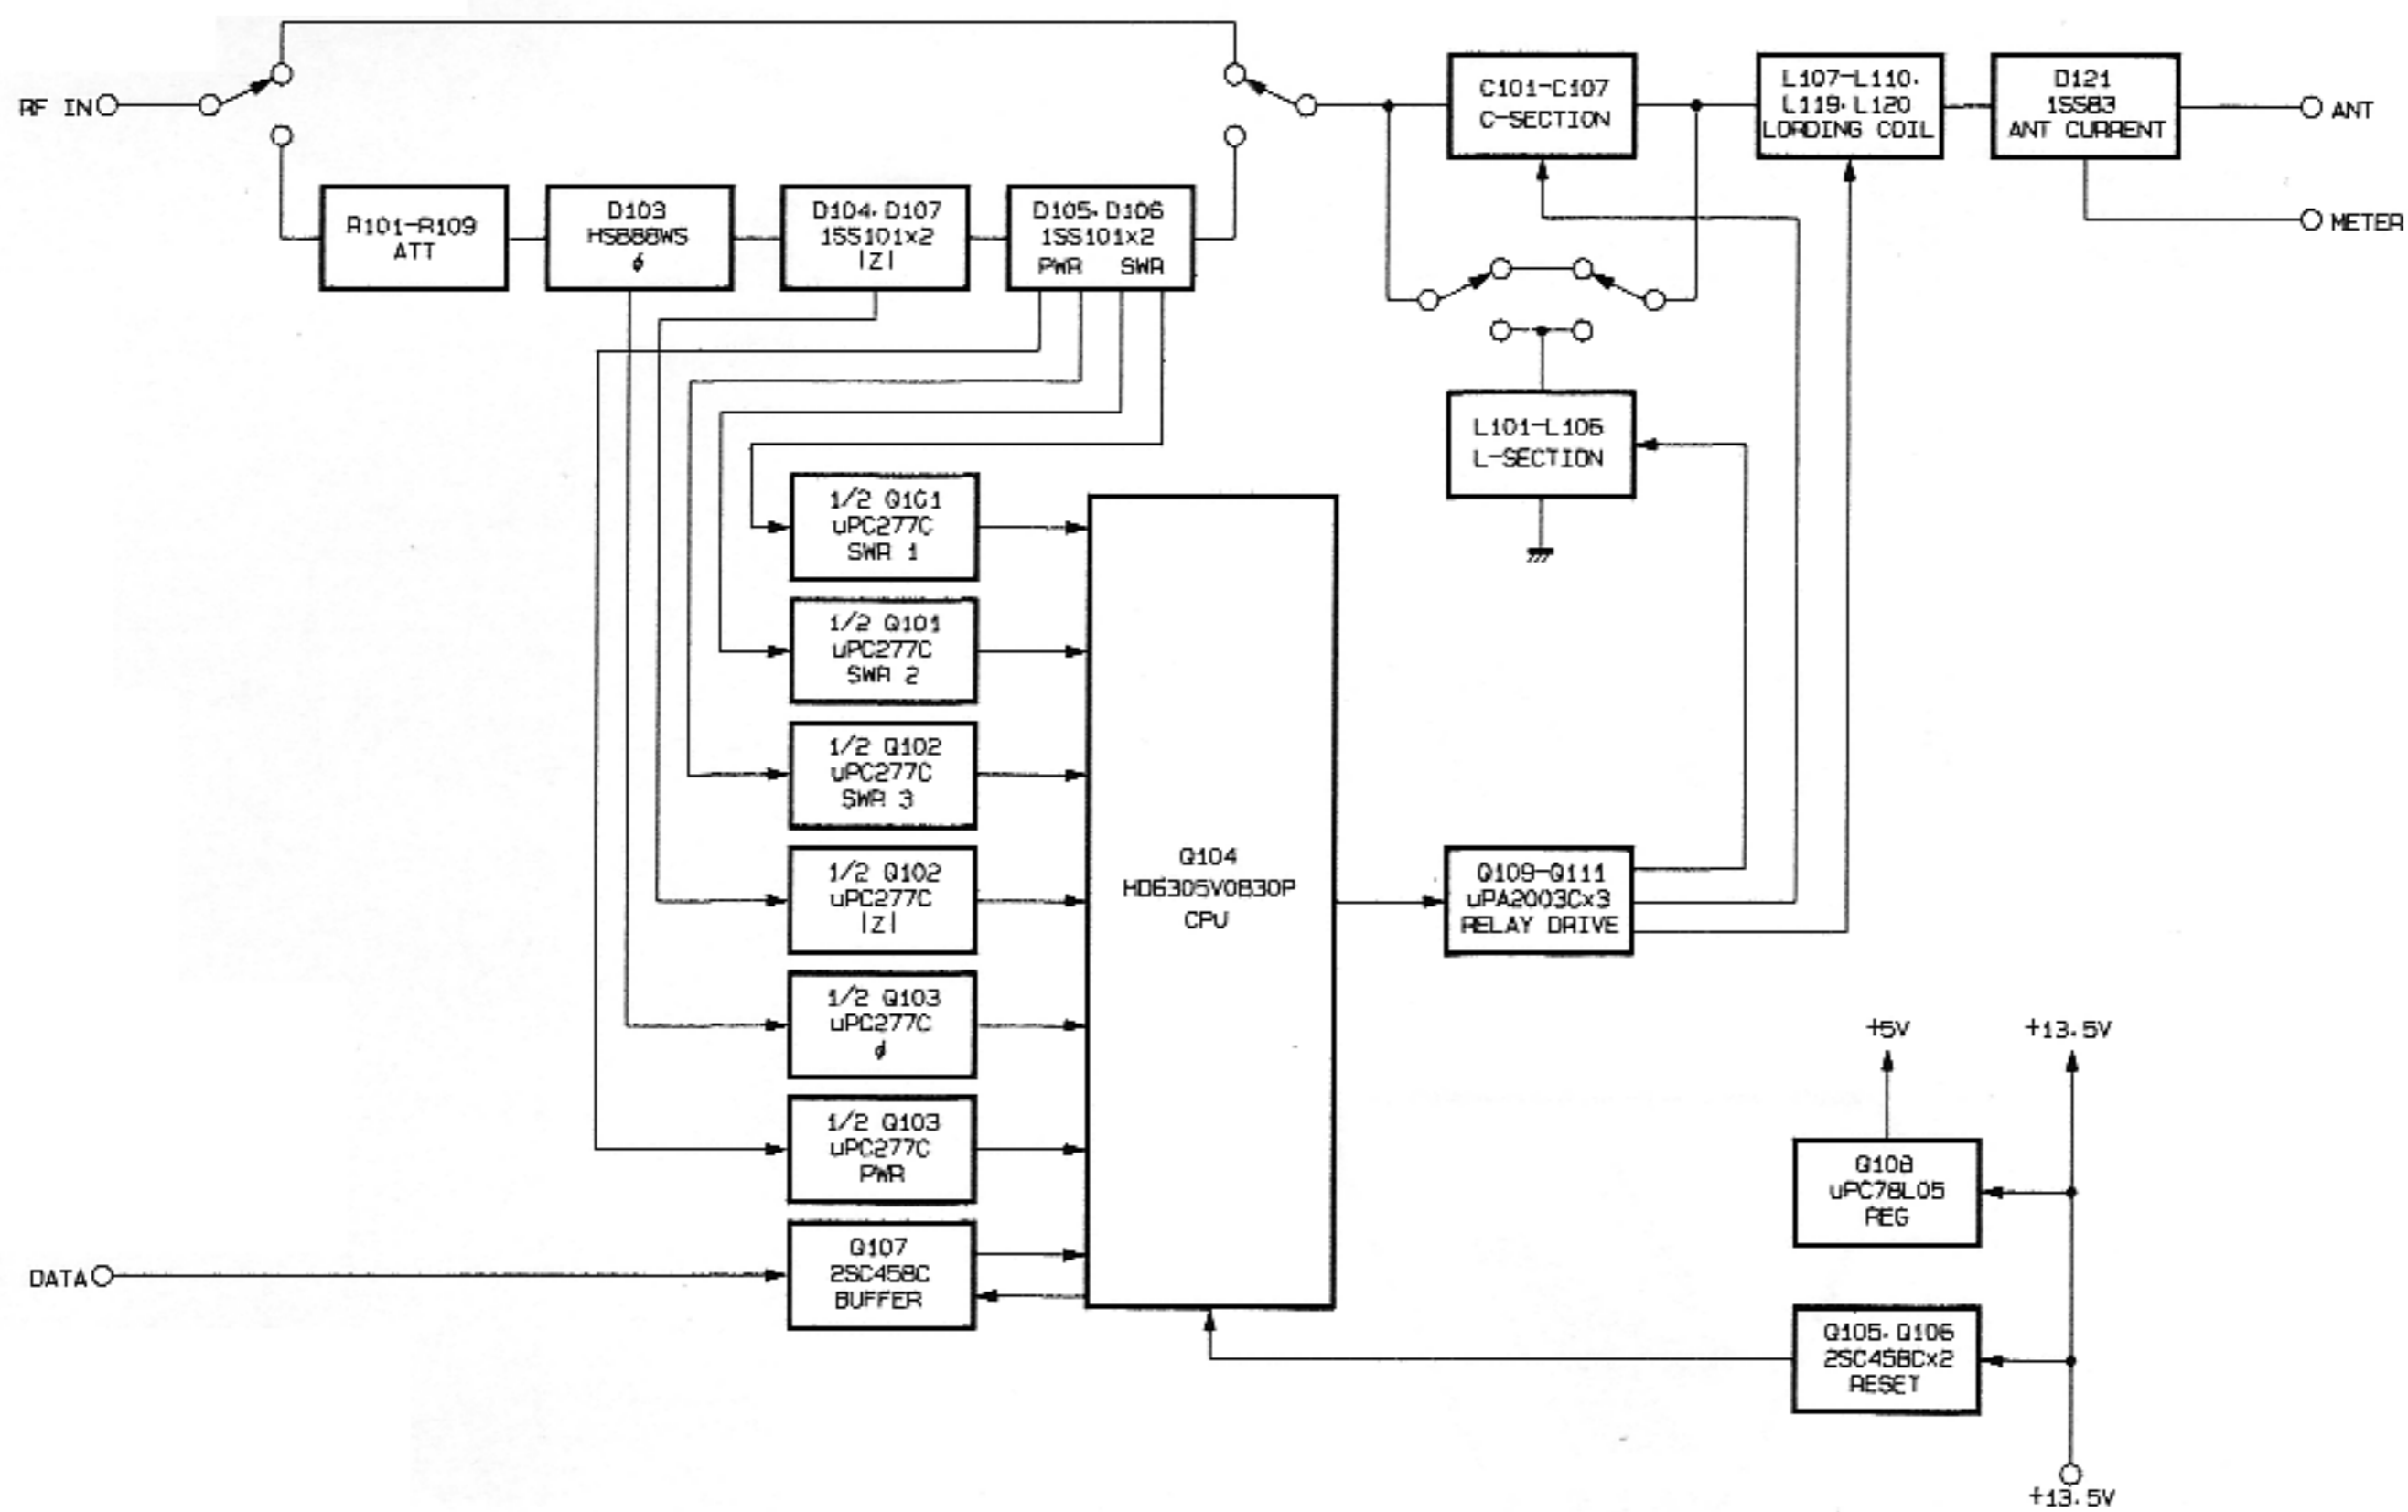 RF IN
R101-R109
ATT
D103
HS88WS
ϕ
D104, D107
1SS101x2
|Z|
D105, D106
1SS101x2
PWR SWR
C101-C107
C-SECTION
L107-L110,
L119, L120
LOADING COIL
D121
1SS83
ANT CURRENT
ANT
METER
L101-L106
L-SECTION
1/2 Q101
uPC277C
SWR 1
1/2 Q101
uPC277C
SWR 2
1/2 Q102
uPC277C
SWR 3
1/2 Q102
uPC277C
|Z|
1/2 Q103
uPC277C
ϕ
1/2 Q103
uPC277C
PWR
Q107
2SC458C
BUFFER
DATA
Q104
HD6305V0B30P
CPU
Q109-Q111
uPA2003Cx3
RELAY DRIVE
+5V
+13.5V
Q108
uPC78L05
REG
Q105, Q106
2SC458Cx2
RESET
+13.5V